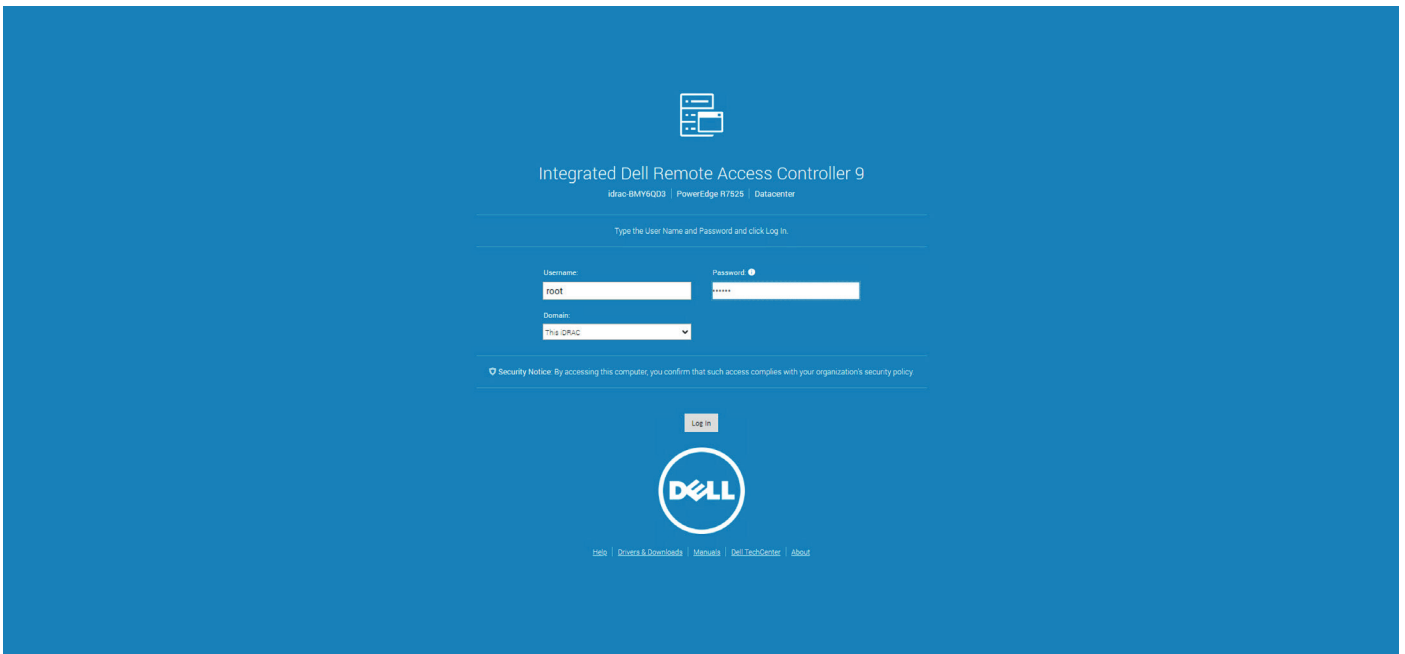 Integrated Dell Remote Access Controller 9
idrac-BMY6QD3 | PowerEdge R7525 | Datacenter
Type the User Name and Password and click Log In.
Username: Password:
root ••••••
Domain:
This iDRAC
Security Notice: By accessing this computer, you confirm that such access complies with your organization's security policy.
Log In
DELL
Help | Drivers & Downloads | Manuals | Dell TechCenter | About